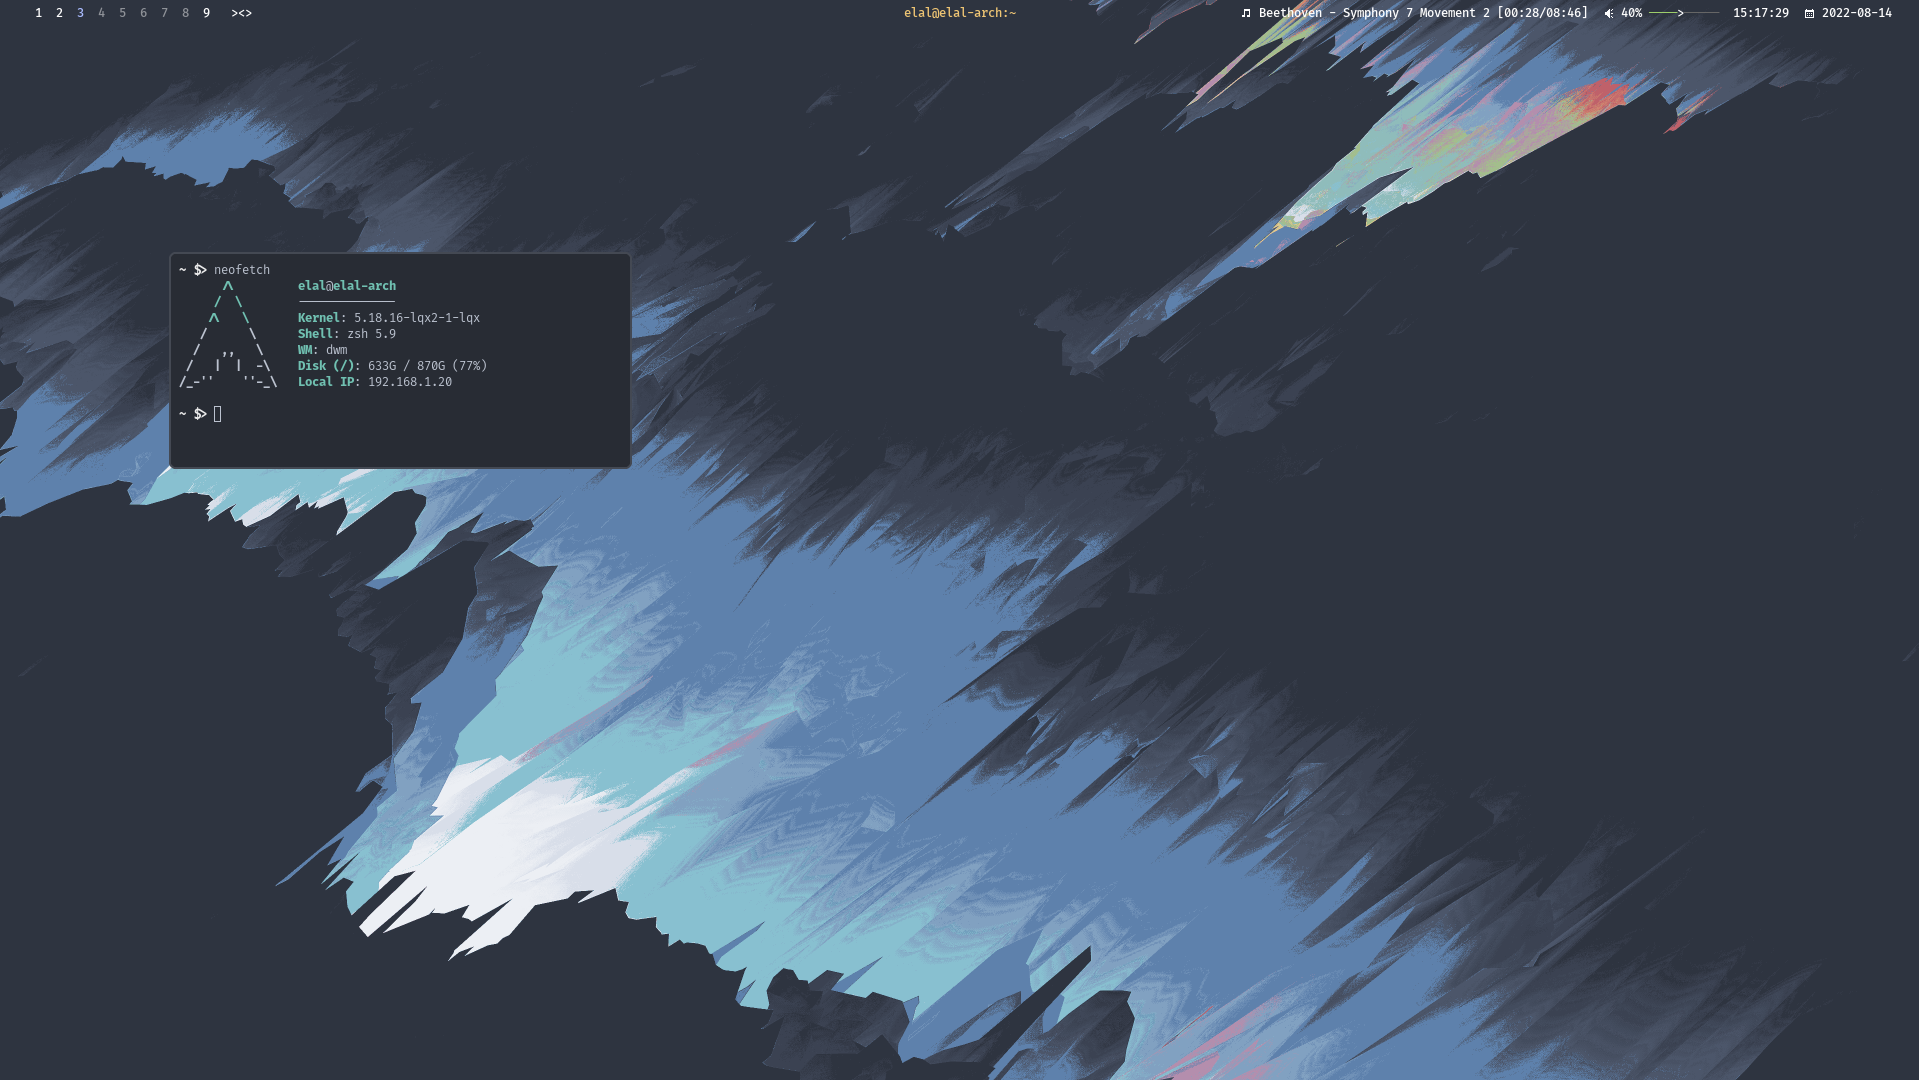 1 2 3 4 5 6 7 8 9 ><> elal@elal-arch:~ Beethoven - Symphony 7 Movement 2 [00:28/08:46] 40% ────>───── 15:17:29 2022-08-14
~ $> neofetch
/\ elal@elal-arch
/  \ ──────────────
/\   \ Kernel: 5.18.16-lqx2-1-lqx
/      \ Shell: zsh 5.9
/   ,,   \ WM: dwm
/   |  |  -\ Disk (/): 633G / 870G (77%)
/_-''    ''-_\ Local IP: 192.168.1.20
~ $>